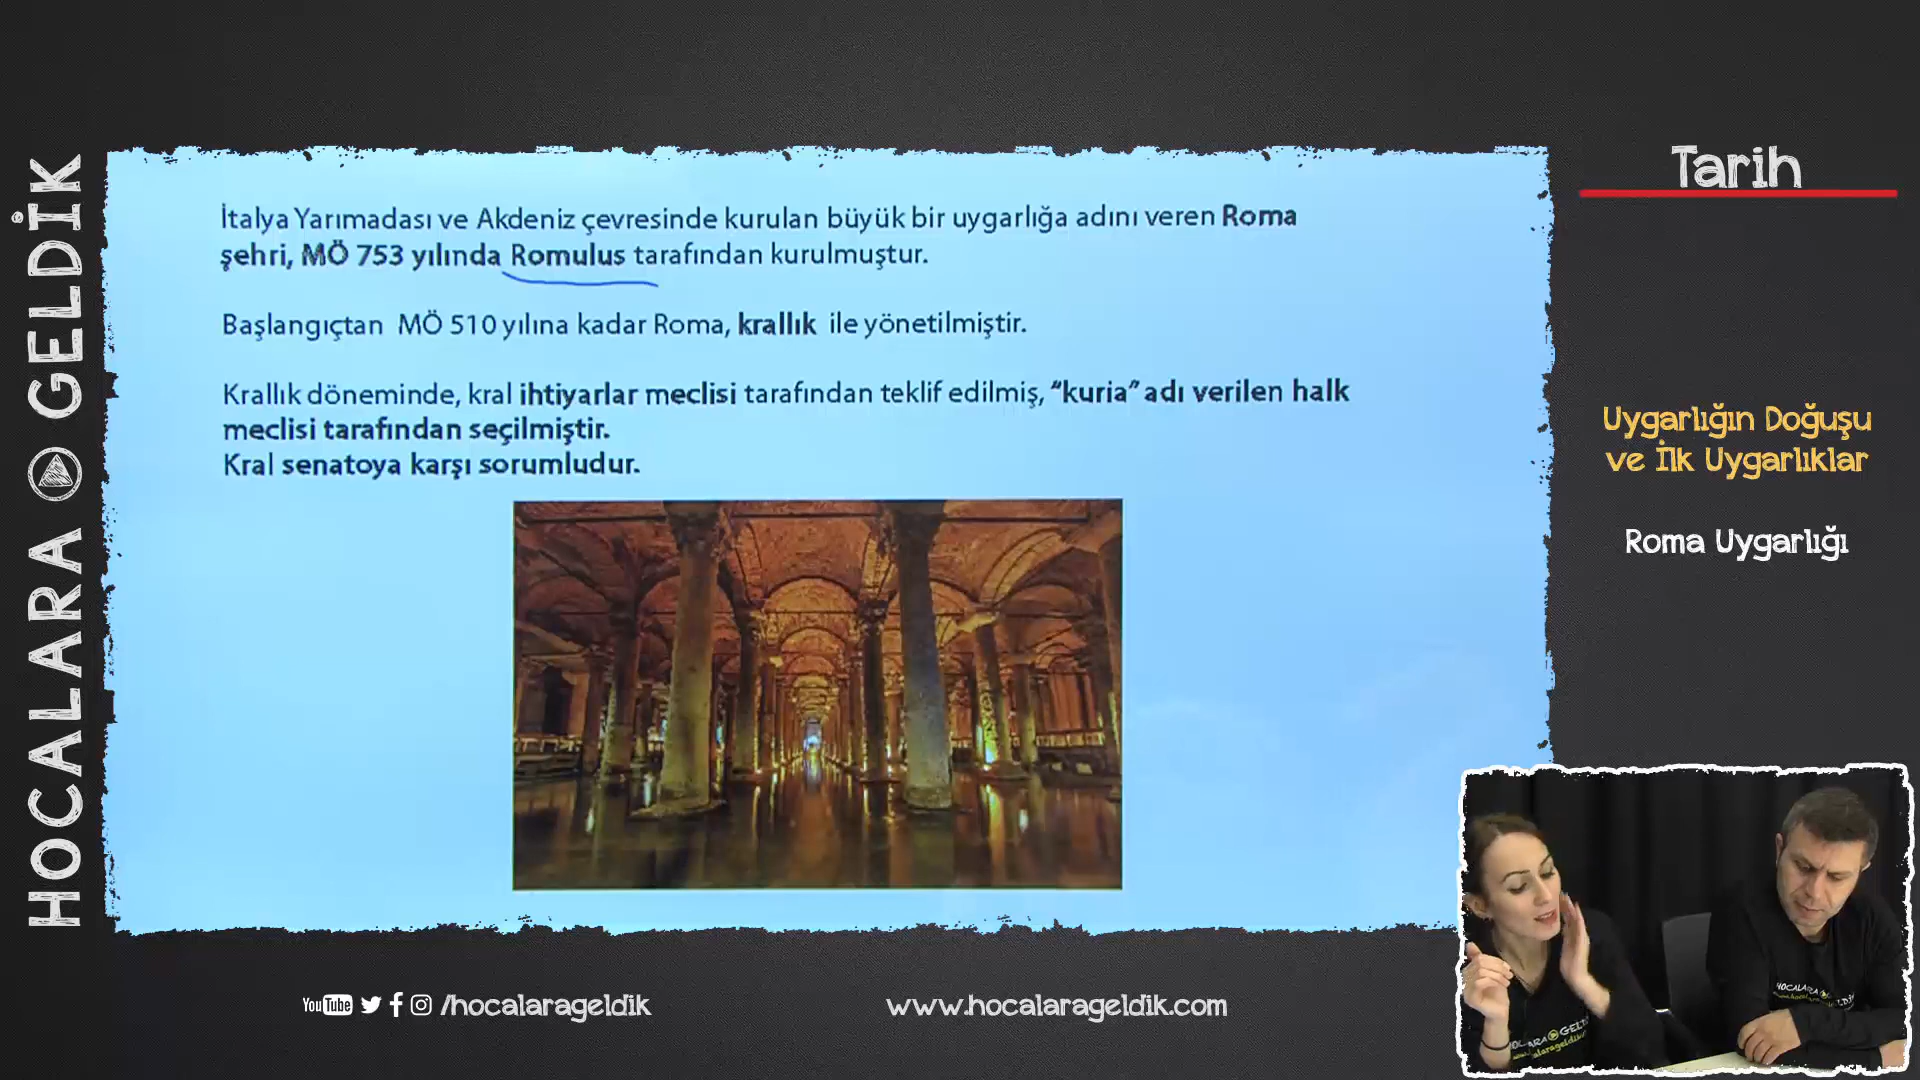 HOCALARA GELDİK
Tarih
İtalya Yarımadası ve Akdeniz çevresinde kurulan büyük bir uygarlığa adını veren Roma
şehri, MÖ 753 yılında Romulus tarafından kurulmuştur.
Başlangıçtan MÖ 510 yılına kadar Roma, krallık ile yönetilmiştir.
Krallık döneminde, kral ihtiyarlar meclisi tarafından teklif edilmiş, “kuria” adı verilen halk
meclisi tarafından seçilmiştir.
Kral senatoya karşı sorumludur.
Uygarlığın Doğuşu
ve İlk Uygarlıklar
Roma Uygarlığı
YouTube /hocalarageldik
www.hocalarageldik.com